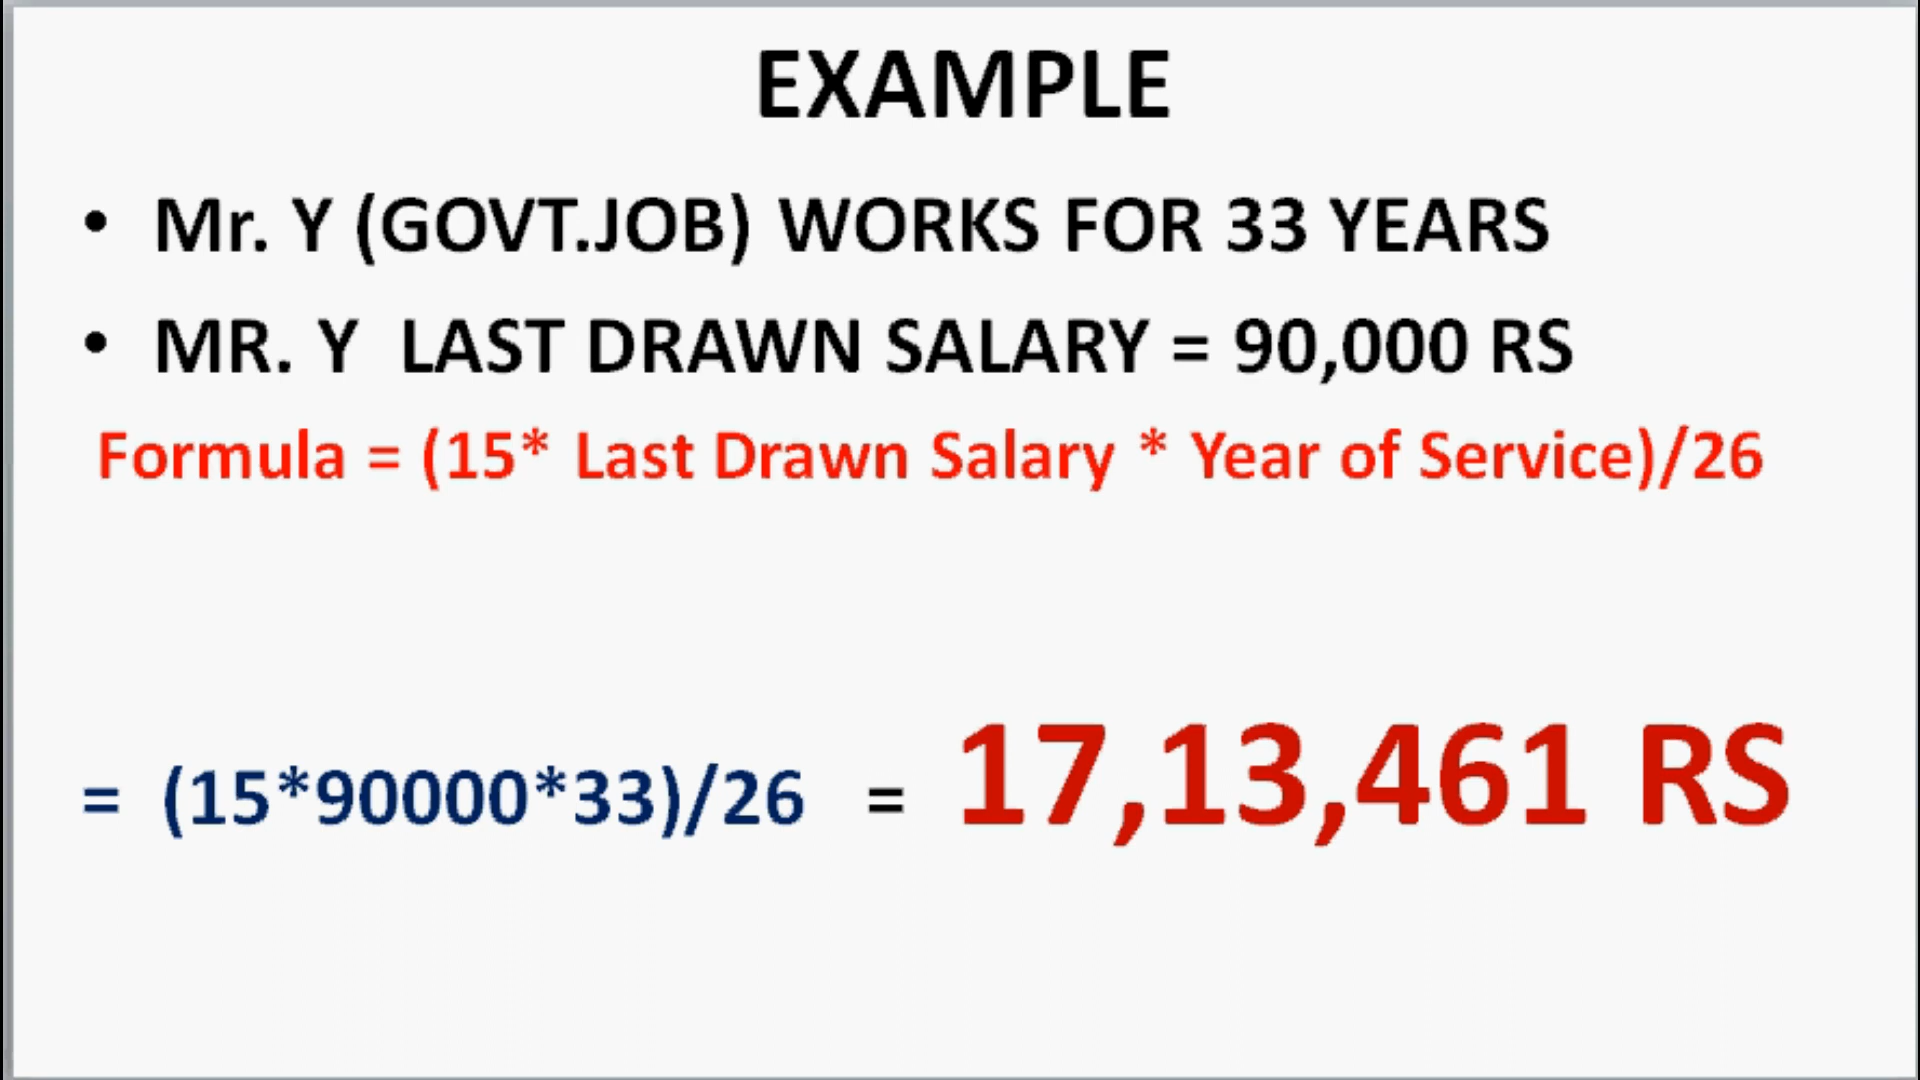 EXAMPLE
• Mr. Y (GOVT.JOB) WORKS FOR 33 YEARS
• MR. Y LAST DRAWN SALARY = 90,000 RS
Formula = (15* Last Drawn Salary * Year of Service)/26
= (15*90000*33)/26 = 17,13,461 RS